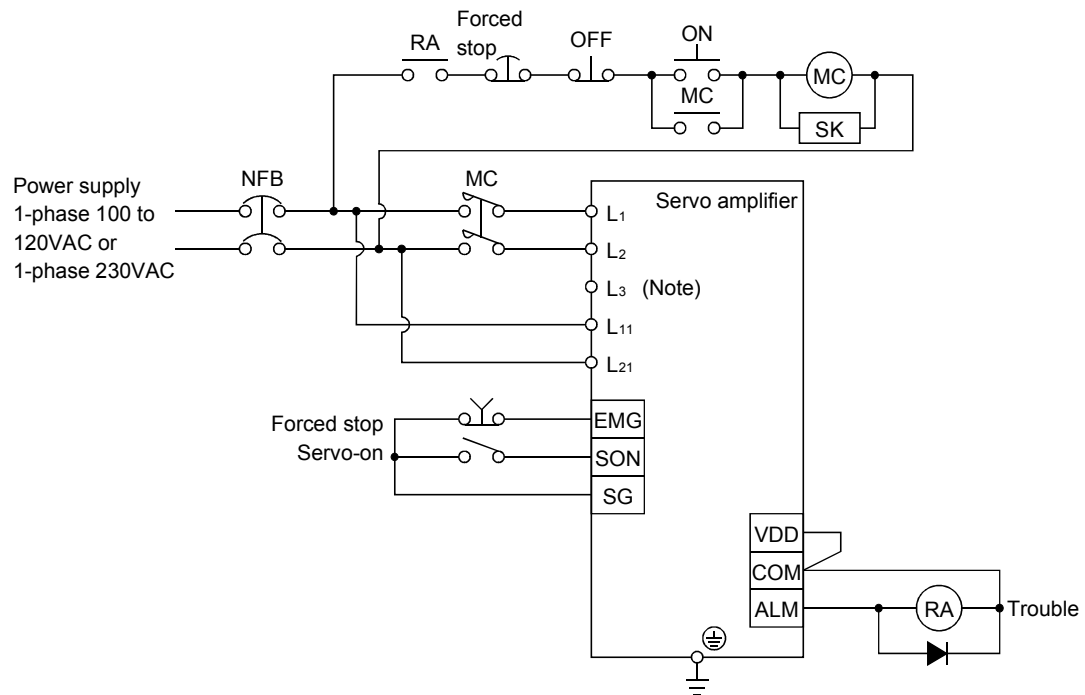 Forced
stop
RA
OFF
ON
MC
MC
SK
Power supply
1-phase 100 to
120VAC or
1-phase 230VAC
NFB
MC
Servo amplifier
L1
L2
L3 (Note)
L11
L21
Forced stop
Servo-on
EMG
SON
SG
VDD
COM
ALM
RA
Trouble